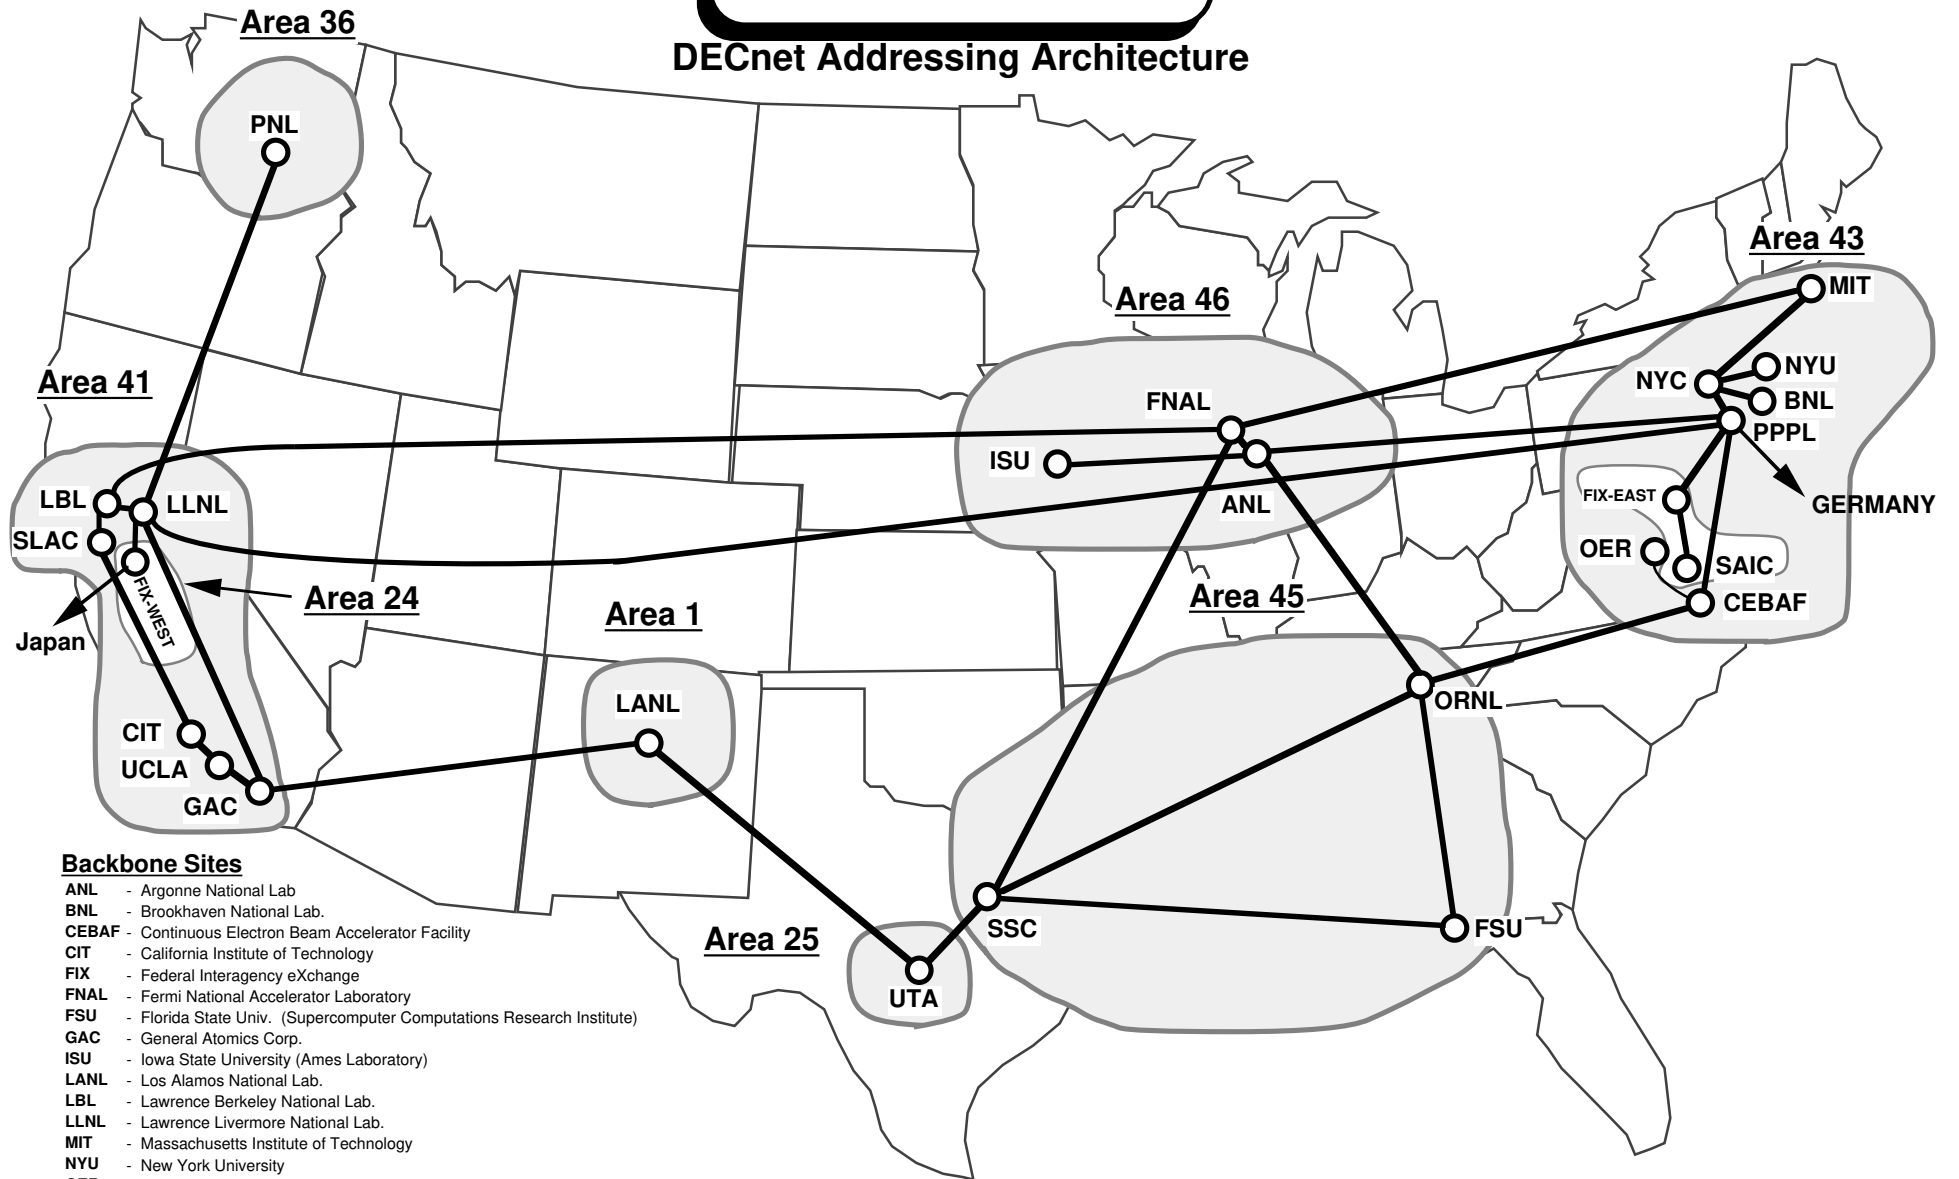 DECnet Addressing Architecture
Area 36
PNL
Area 43
MIT
Area 46
NYU
NYC
BNL
Area 41
FNAL
PPPL
ISU
LBL
LLNL
ANL
FIX-EAST
GERMANY
SLAC
OER
SAIC
FIX-WEST
Area 24
Area 45
CEBAF
Area 1
Japan
LANL
ORNL
CIT
UCLA
GAC
SSC
FSU
Area 25
UTA
Backbone Sites
ANL - Argonne National Lab
BNL - Brookhaven National Lab.
CEBAF - Continuous Electron Beam Accelerator Facility
CIT - California Institute of Technology
FIX - Federal Interagency eXchange
FNAL - Fermi National Accelerator Laboratory
FSU - Florida State Univ. (Supercomputer Computations Research Institute)
GAC - General Atomics Corp.
ISU - Iowa State University (Ames Laboratory)
LANL - Los Alamos National Lab.
LBL - Lawrence Berkeley National Lab.
LLNL - Lawrence Livermore National Lab.
MIT - Massachusetts Institute of Technology
NYU - New York University